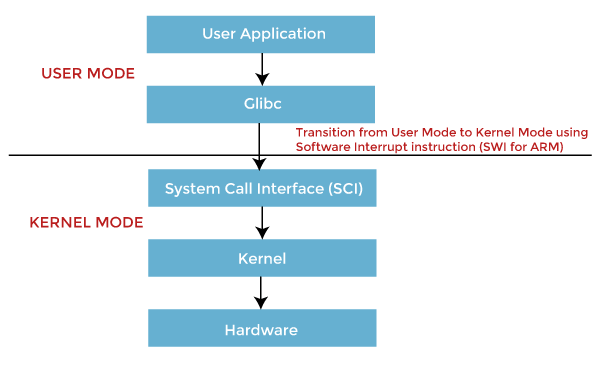 User Application
USER MODE
Glibc
Transition from User Mode to Kernel Mode using
Software Interrupt instruction (SWI for ARM)
System Call Interface (SCI)
KERNEL MODE
Kernel
Hardware